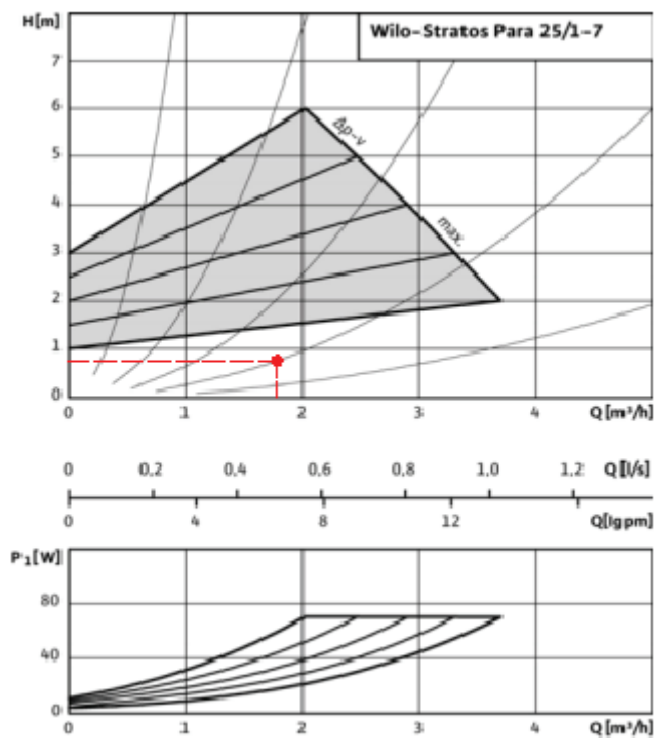 H[m]
Wilo-Stratos Para 25/1-7
7
6
5
4
3
2
1
0
Δp-v
max.
0 1 2 3 4 Q[m³/h]
0 0.2 0.4 0.6 0.8 1.0 1.2 Q[l/s]
0 4 8 12 Q[Igpm]
P1[W]
80
40
0
0 1 2 3 4 Q[m³/h]